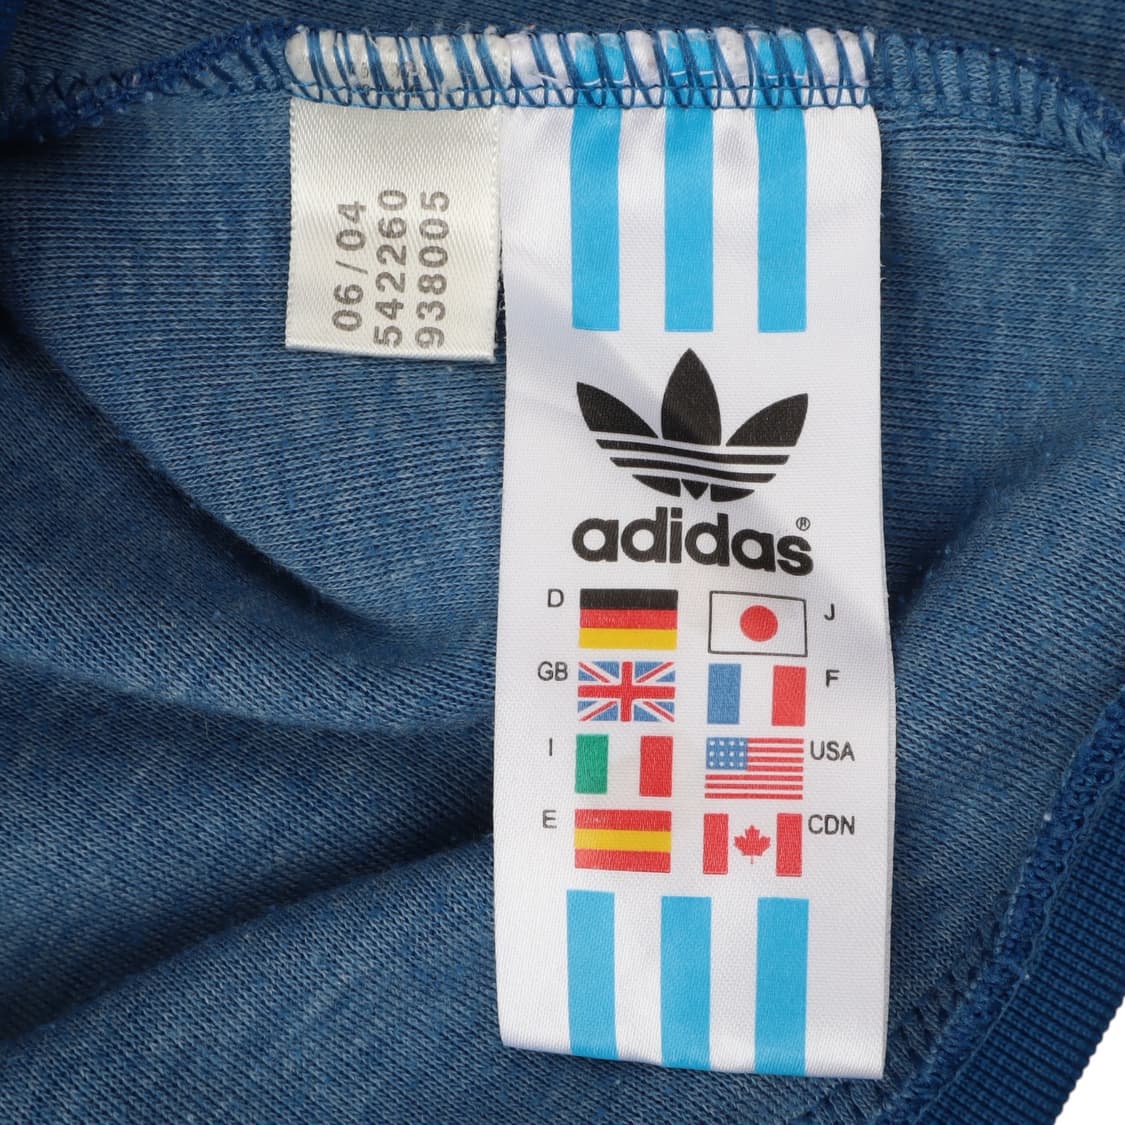 06/04
542260
938005
adidas®
D J
GB F
I USA
E CDN